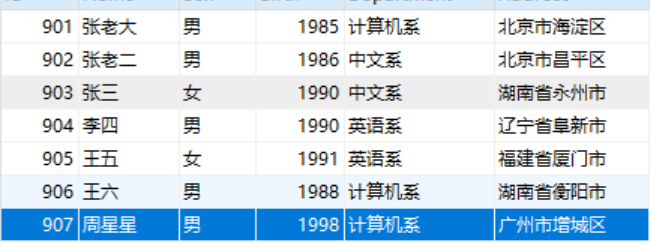 901 张老大 男 1985 计算机系 北京市海淀区
902 张老二 男 1986 中文系 北京市昌平区
903 张三 女 1990 中文系 湖南省永州市
904 李四 男 1990 英语系 辽宁省阜新市
905 王五 女 1991 英语系 福建省厦门市
906 王六 男 1988 计算机系 湖南省衡阳市
907 周星星 男 1998 计算机系 广州市增城区